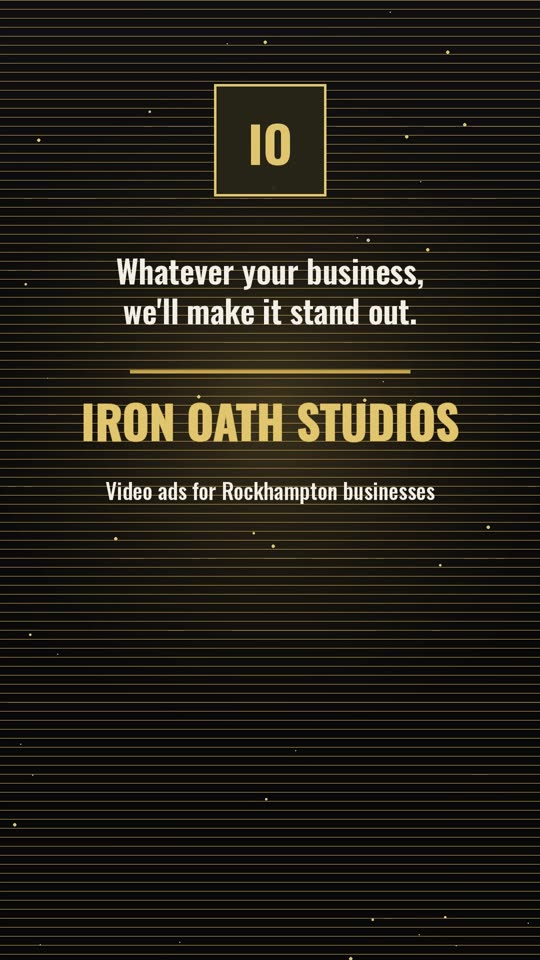 IO
Whatever your business,
we'll make it stand out.
IRON OATH STUDIOS
Video ads for Rockhampton businesses